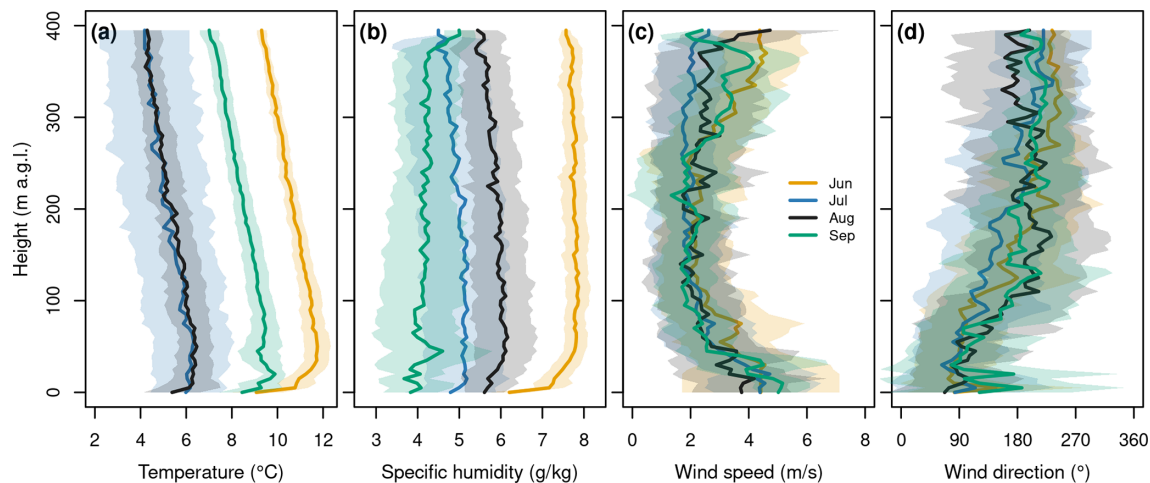 (a) (b) (c) (d)
400
300
200
100
0
Height (m a.g.l.)
Jun
Jul
Aug
Sep
2 4 6 8 10 12 3 4 5 6 7 8 0 2 4 6 8 0 90 180 270 360
Temperature (°C) Specific humidity (g/kg) Wind speed (m/s) Wind direction (°)